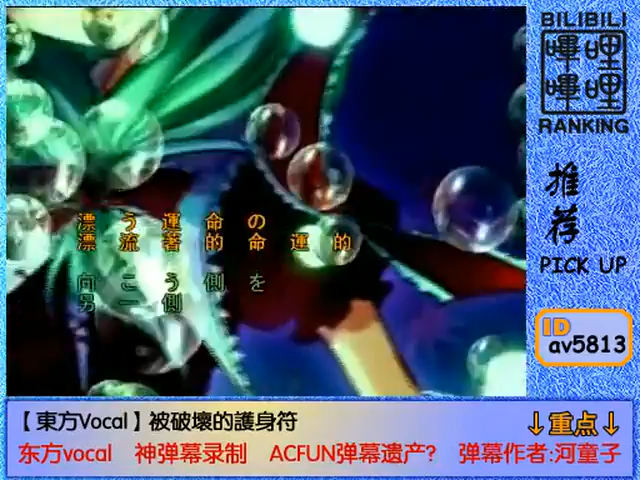 BILIBILI
嗶哩
嗶哩
RANKING
推荐
PICK UP
ID
av5813
漂う運命の
漂流著的命運的
向こう側を
另一側
【東方Vocal】被破壞的護身符
↓重点↓
东方vocal 神弹幕录制 ACFUN弹幕遗产? 弹幕作者:河童子